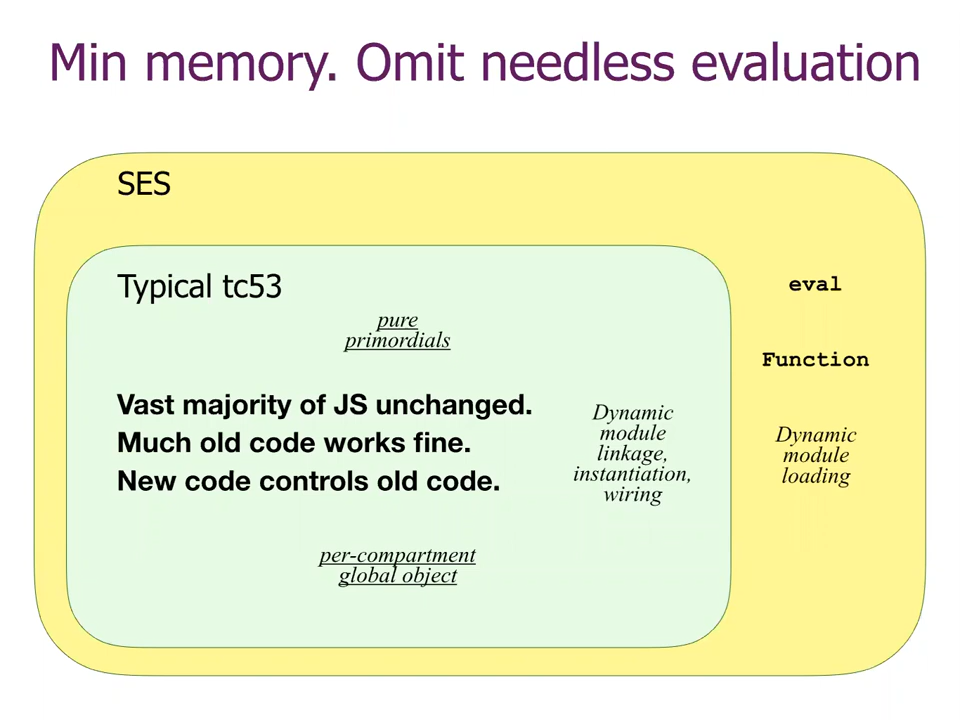 Min memory. Omit needless evaluation
SES
Typical tc53
pure
primordials
Vast majority of JS unchanged.
Much old code works fine.
New code controls old code.
per-compartment
global object
Dynamic
module
linkage,
instantiation,
wiring
eval
Function
Dynamic
module
loading